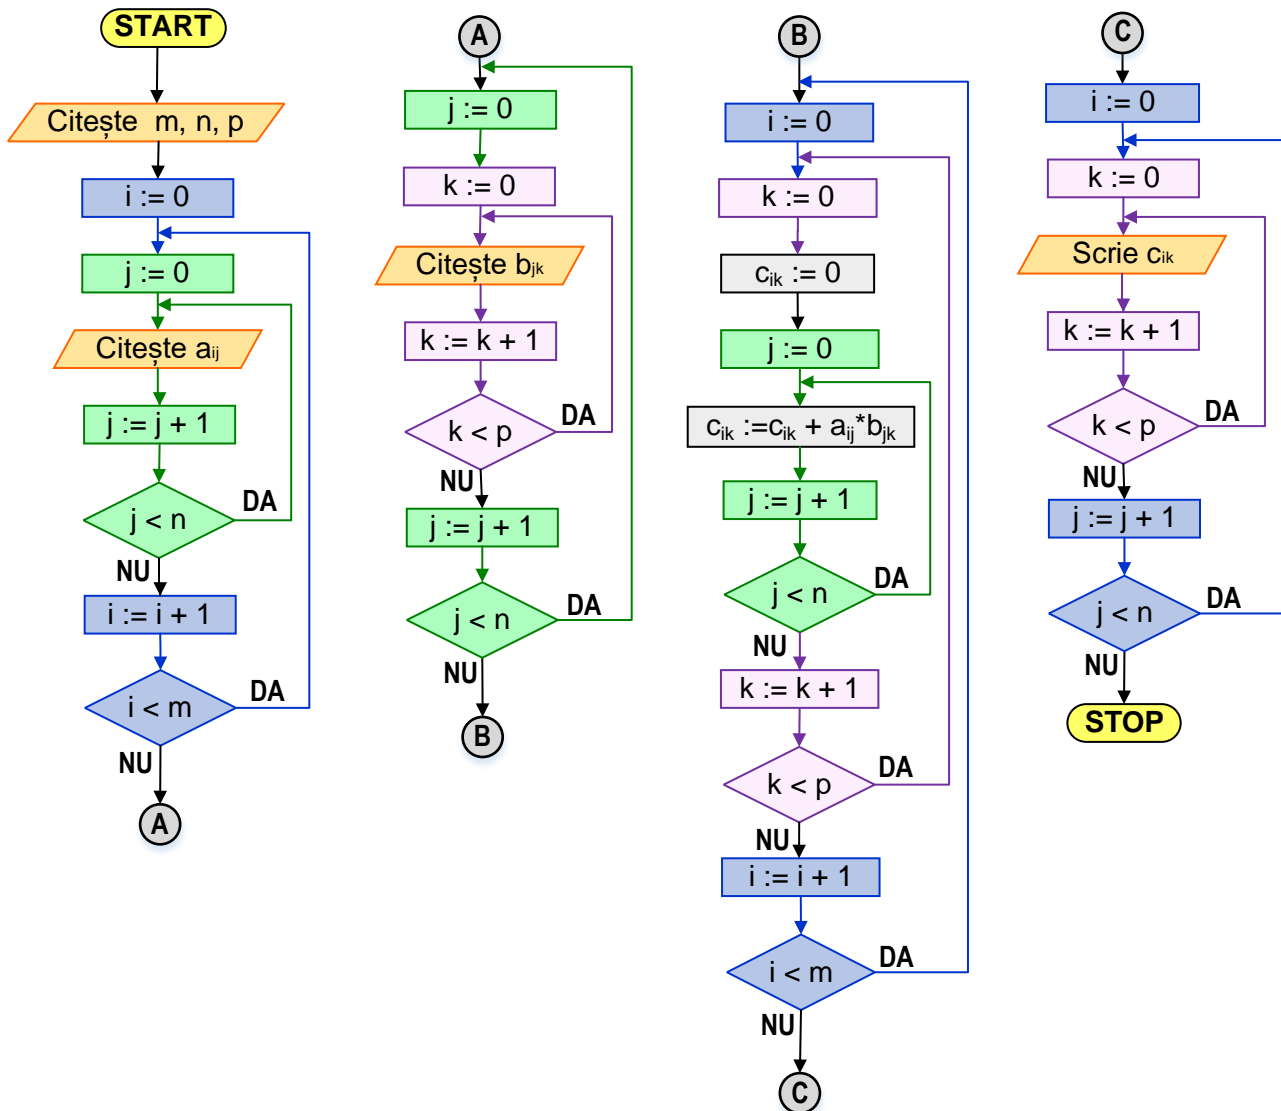 START
Citește m, n, p
i := 0
j := 0
Citește aij
j := j + 1
j < n
DA
NU
i := i + 1
i < m
DA
NU
A
A
j := 0
k := 0
Citește bjk
k := k + 1
k < p
DA
NU
j := j + 1
j < n
DA
NU
B
B
i := 0
k := 0
cik := 0
j := 0
cik :=cik + aij*bjk
j := j + 1
j < n
DA
NU
k := k + 1
k < p
DA
NU
i := i + 1
i < m
DA
NU
C
C
i := 0
k := 0
Scrie cik
k := k + 1
k < p
DA
NU
j := j + 1
j < n
DA
NU
STOP